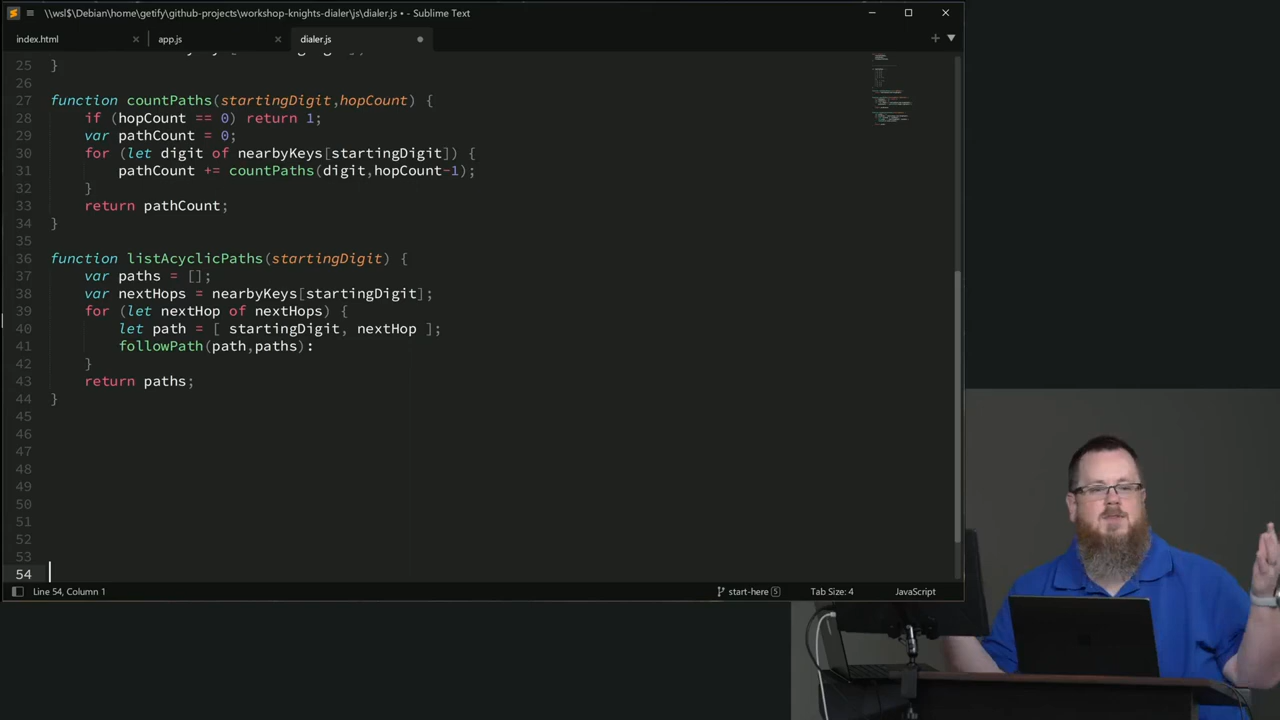 \\wsl$\Debian\home\getify\github-projects\workshop-knights-dialer\js\dialer.js • - Sublime Text
index.html
app.js
dialer.js
25 }
26
27 function countPaths(startingDigit,hopCount) {
28 if (hopCount == 0) return 1;
29 var pathCount = 0;
30 for (let digit of nearbyKeys[startingDigit]) {
31 pathCount += countPaths(digit,hopCount-1);
32 }
33 return pathCount;
34 }
35
36 function listAcyclicPaths(startingDigit) {
37 var paths = [];
38 var nextHops = nearbyKeys[startingDigit];
39 for (let nextHop of nextHops) {
40 let path = [ startingDigit, nextHop ];
41 followPath(path,paths):
42 }
43 return paths;
44 }
45
46
47
48
49
50
51
52
53
54
Line 54, Column 1
start-here 5
Tab Size: 4
JavaScript